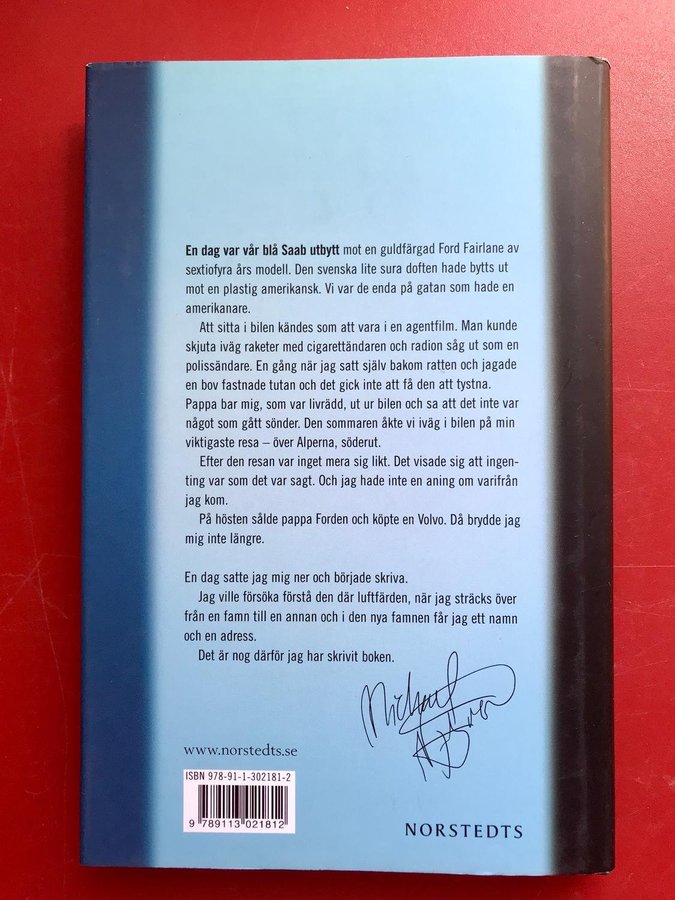 En dag var vår blå Saab utbytt mot en guldfärgad Ford Fairlane av
sextiofyra års modell. Den svenska lite sura doften hade bytts ut
mot en plastig amerikansk. Vi var de enda på gatan som hade en
amerikanare.
Att sitta i bilen kändes som att vara i en agentfilm. Man kunde
skjuta iväg raketer med cigarettändaren och radion såg ut som en
polissändare. En gång när jag satt själv bakom ratten och jagade
en bov fastnade tutan och det gick inte att få den att tystna.
Pappa bar mig, som var livrädd, ut ur bilen och sa att det inte var
något som gått sönder. Den sommaren åkte vi iväg i bilen på min
viktigaste resa – över Alperna, söderut.
Efter den resan var inget mera sig likt. Det visade sig att ingen-
ting var som det var sagt. Och jag hade inte en aning om varifrån
jag kom.
På hösten sålde pappa Forden och köpte en Volvo. Då brydde jag
mig inte längre.
En dag satte jag mig ner och började skriva.
Jag ville försöka förstå den där luftfärden, när jag sträcks över
från en famn till en annan och i den nya famnen får jag ett namn
och en adress.
Det är nog därför jag har skrivit boken.
Michael
www.norstedts.se
ISBN 978-91-1-302181-2
9 789113 021812
NORSTEDTS